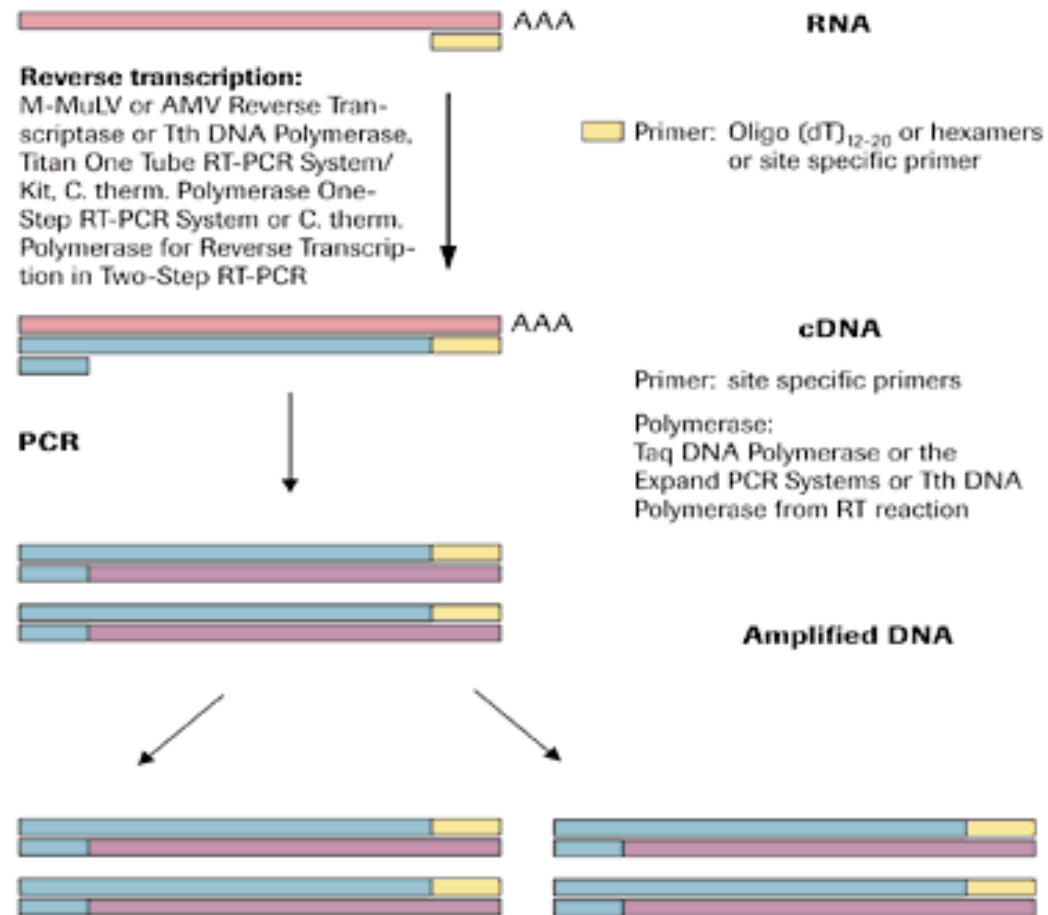 AAA
RNA
Reverse transcription:
M-MuLV or AMV Reverse Tran-
scriptase or Tth DNA Polymerase,
Titan One Tube RT-PCR System/
Kit, C. therm. Polymerase One-
Step RT-PCR System or C. therm.
Polymerase for Reverse Transcrip-
tion in Two-Step RT-PCR
Primer: Oligo (dT)12-20 or hexamers
or site specific primer
AAA
cDNA
Primer: site specific primers
Polymerase:
Taq DNA Polymerase or the
Expand PCR Systems or Tth DNA
Polymerase from RT reaction
PCR
Amplified DNA